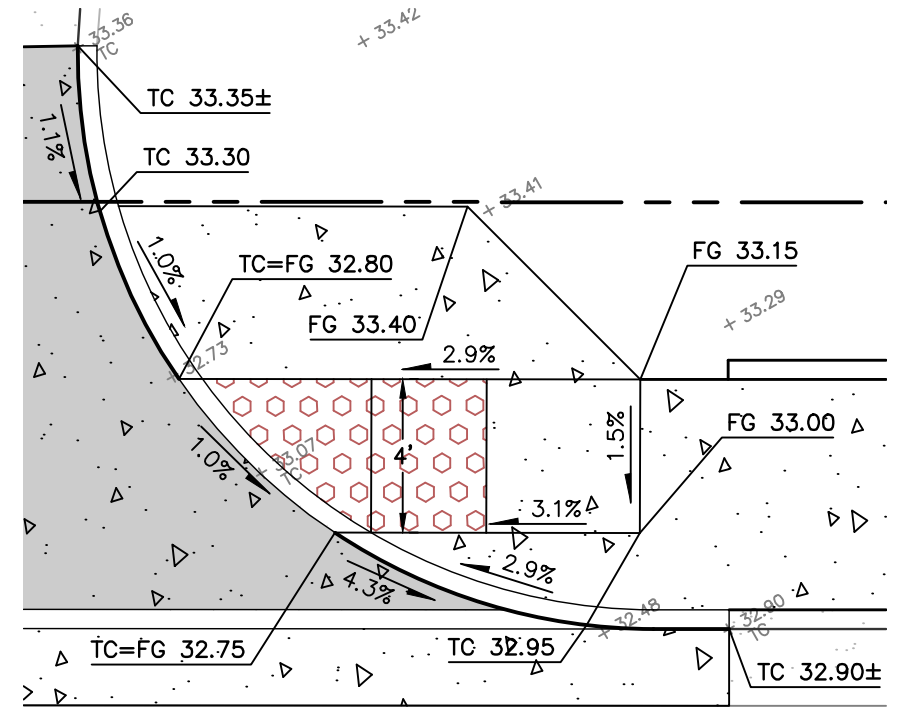 + 33.36
TC
+ 33.42
TC 33.35±
1.1%
TC 33.30
+ 33.41
1.0%
TC=FG 32.80
FG 33.15
FG 33.40
+ 33.29
+ 32.73
2.9%
1.0%
+ 33.07
TC
4'
1.5%
FG 33.00
3.1%
4.3%
2.9%
+ 32.48
+ 32.90
TC
TC=FG 32.75
TC 32.95
TC 32.90±